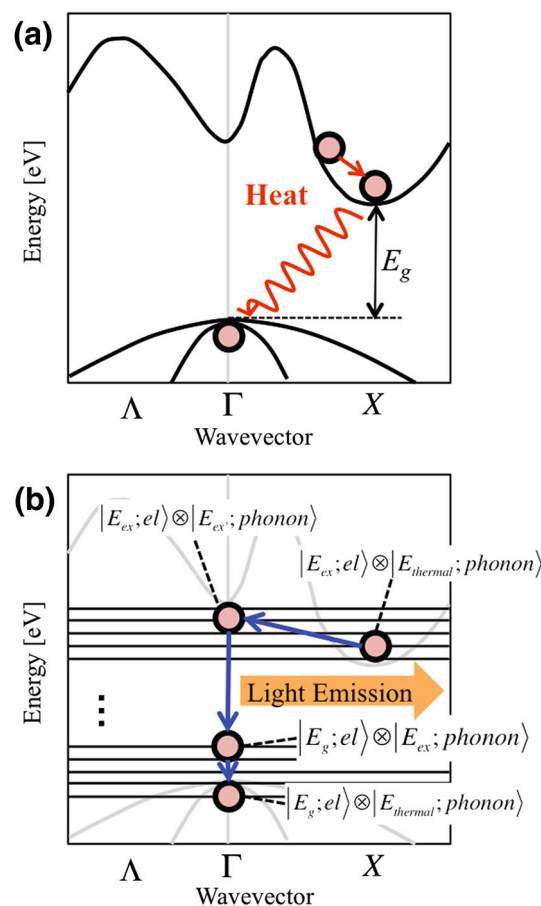 (a)
Energy [eV]
Heat
E_g
Λ Γ X
Wavevector
(b)
|E_ex; el⟩⊗|E_ex'; phonon⟩
|E_ex; el⟩⊗|E_thermal; phonon⟩
Energy [eV]
Light Emission
⋮
|E_g; el⟩⊗|E_ex; phonon⟩
|E_g; el⟩⊗|E_thermal; phonon⟩
Λ Γ X
Wavevector